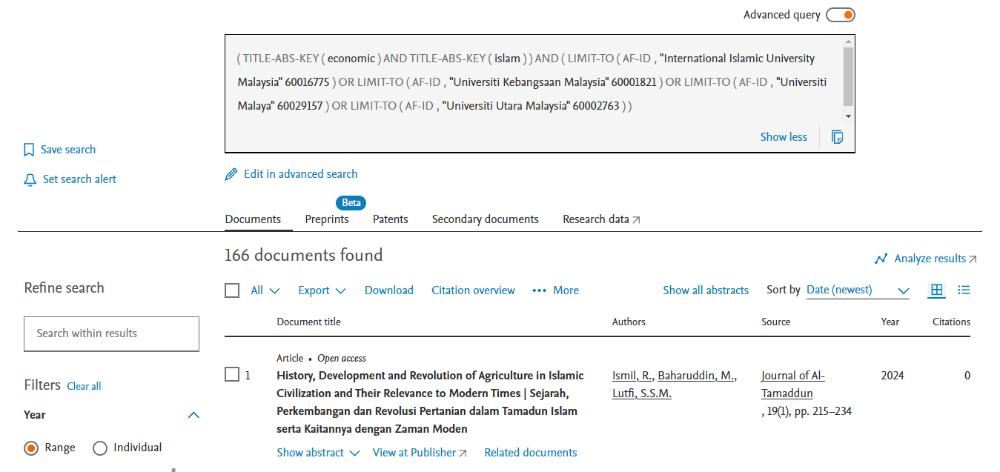 Advanced query
( TITLE-ABS-KEY ( economic ) AND TITLE-ABS-KEY ( islam ) ) AND ( LIMIT-TO ( AF-ID , "International Islamic University
Malaysia" 60016775 ) OR LIMIT-TO ( AF-ID , "Universiti Kebangsaan Malaysia" 60001821 ) OR LIMIT-TO ( AF-ID , "Universiti
Malaya" 60029157 ) OR LIMIT-TO ( AF-ID , "Universiti Utara Malaysia" 60002763 ) )
Show less
Save search
Set search alert
Edit in advanced search
Beta
Documents Preprints Patents Secondary documents Research data
166 documents found
Analyze results
Refine search
All Export Download Citation overview ••• More Show all abstracts Sort by Date (newest)
Search within results
Document title Authors Source Year Citations
Filters Clear all
Year
Range Individual
Article • Open access
1 History, Development and Revolution of Agriculture in Islamic Ismil, R., Baharuddin, M., Journal of Al- 2024 0
Civilization and Their Relevance to Modern Times | Sejarah, Lutfi, S.S.M. Tamaddun
Perkembangan dan Revolusi Pertanian dalam Tamadun Islam , 19(1), pp. 215–234
serta Kaitannya dengan Zaman Moden
Show abstract View at Publisher Related documents